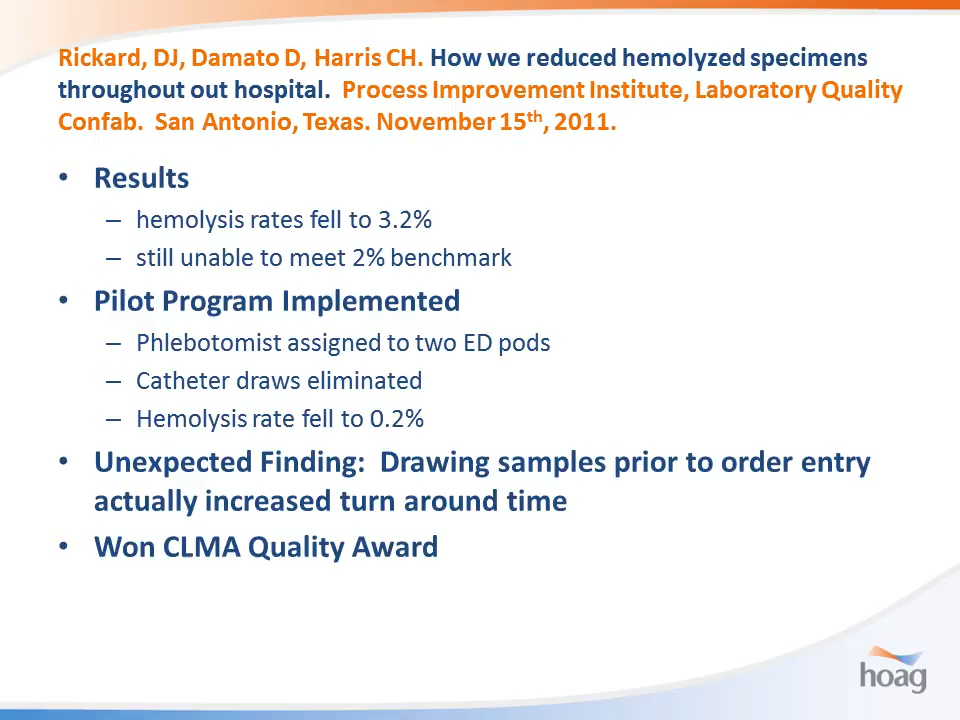 Rickard, DJ, Damato D, Harris CH. How we reduced hemolyzed specimens
throughout out hospital. Process Improvement Institute, Laboratory Quality
Confab. San Antonio, Texas. November 15th, 2011.
• Results
– hemolysis rates fell to 3.2%
– still unable to meet 2% benchmark
• Pilot Program Implemented
– Phlebotomist assigned to two ED pods
– Catheter draws eliminated
– Hemolysis rate fell to 0.2%
• Unexpected Finding: Drawing samples prior to order entry
actually increased turn around time
• Won CLMA Quality Award
hoag